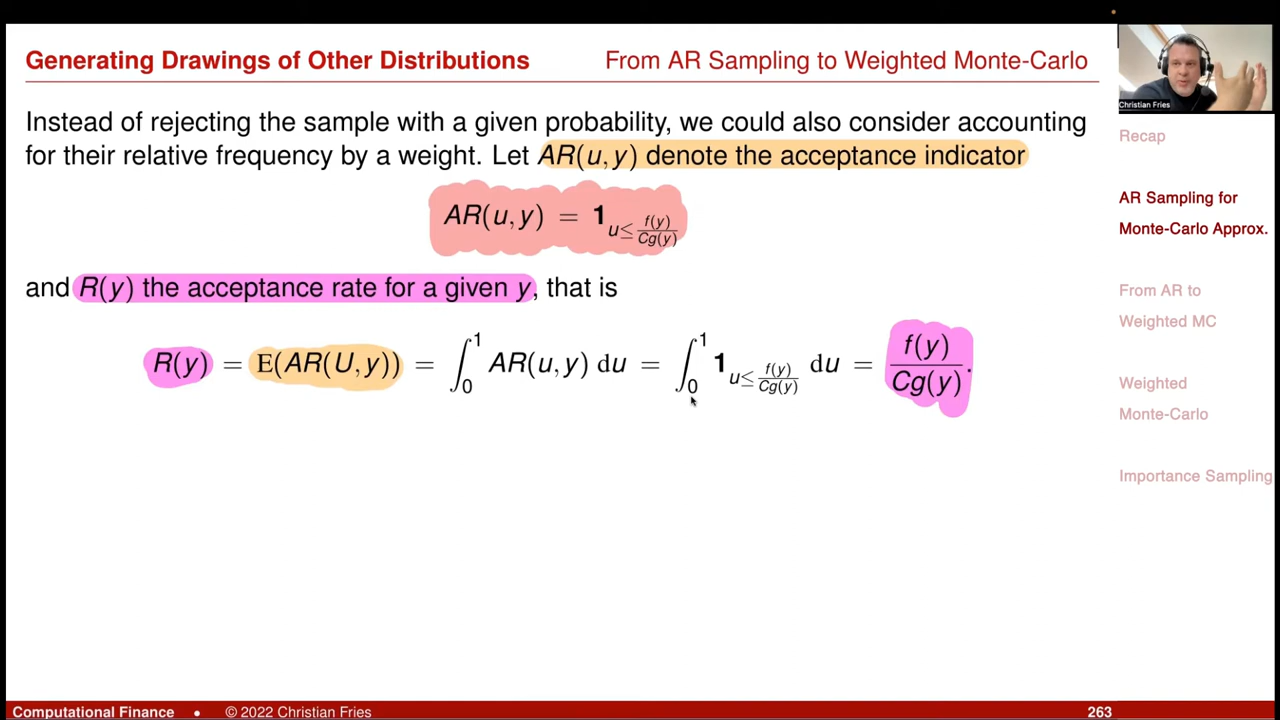 Generating Drawings of Other Distributions
From AR Sampling to Weighted Monte-Carlo
Instead of rejecting the sample with a given probability, we could also consider accounting
for their relative frequency by a weight. Let AR(u, y) denote the acceptance indicator
AR(u, y) = 1_{u ≤ f(y)/Cg(y)}
and R(y) the acceptance rate for a given y, that is
R(y) = E(AR(U, y)) = ∫_0^1 AR(u, y) du = ∫_0^1 1_{u ≤ f(y)/Cg(y)} du = f(y)/Cg(y).
Christian Fries
Recap
AR Sampling for
Monte-Carlo Approx.
From AR to
Weighted MC
Weighted
Monte-Carlo
Importance Sampling
Computational Finance • © 2022 Christian Fries
263